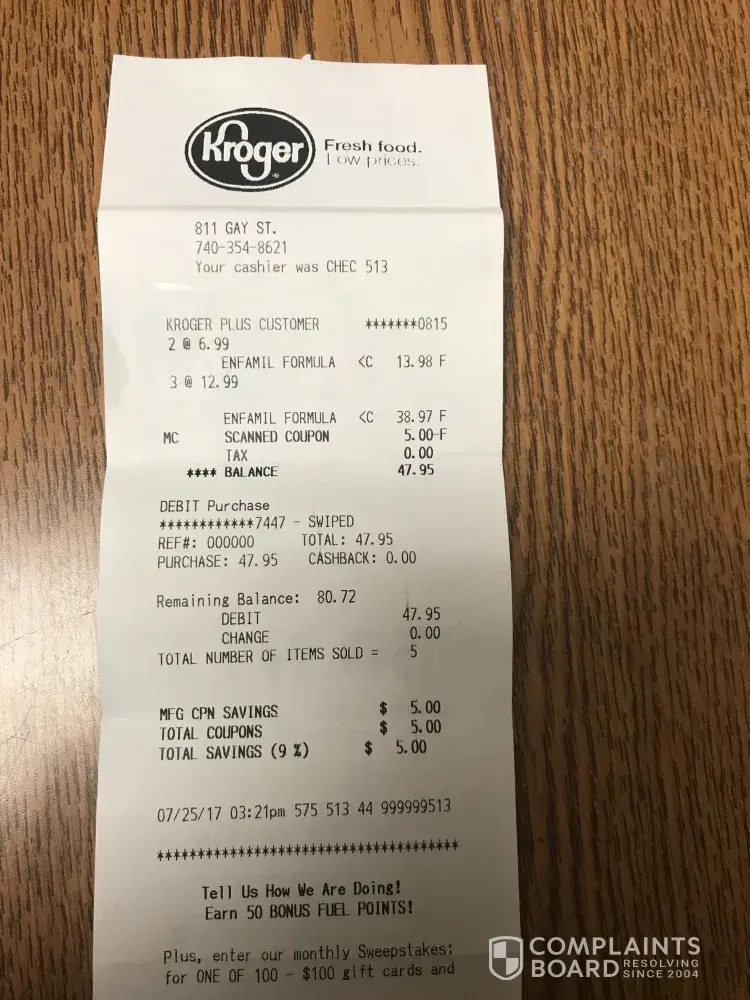 Kroger
Fresh food.
Low prices.
811 GAY ST.
740-354-8621
Your cashier was CHEC 513
KROGER PLUS CUSTOMER *******0815
2 @ 6.99
ENFAMIL FORMULA <C 13.98 F
3 @ 12.99
ENFAMIL FORMULA <C 38.97 F
MC SCANNED COUPON 5.00-F
TAX 0.00
**** BALANCE 47.95
DEBIT Purchase
************7447 - SWIPED
REF#: 000000 TOTAL: 47.95
PURCHASE: 47.95 CASHBACK: 0.00
Remaining Balance: 80.72
DEBIT 47.95
CHANGE 0.00
TOTAL NUMBER OF ITEMS SOLD = 5
MFG CPN SAVINGS $ 5.00
TOTAL COUPONS $ 5.00
TOTAL SAVINGS (9 %) $ 5.00
07/25/17 03:21pm 575 513 44 999999513
*************************************
Tell Us How We Are Doing!
Earn 50 BONUS FUEL POINTS!
Plus, enter our monthly Sweepstakes:
for ONE OF 100 - $100 gift cards and
COMPLAINTS
BOARD RESOLVING
SINCE 2004